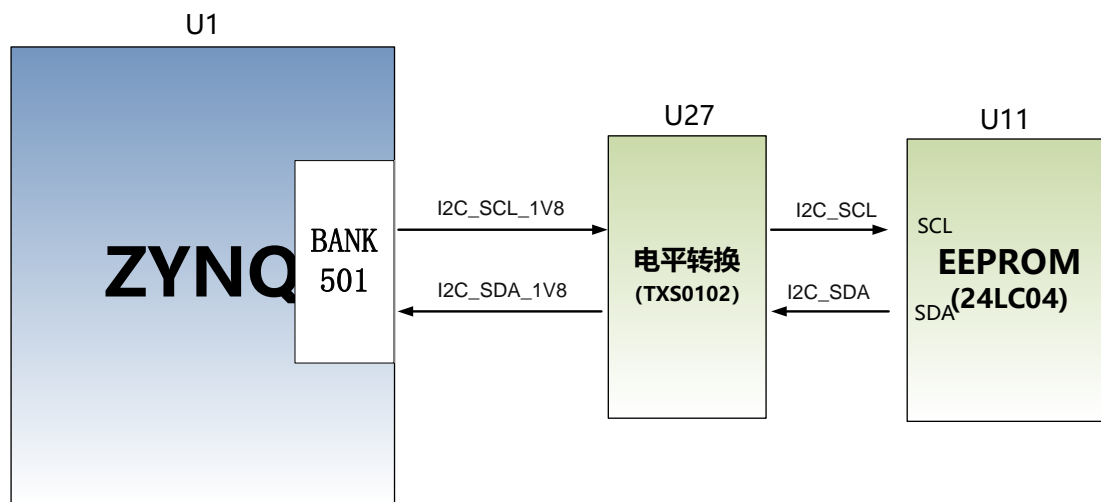 U1
U27
U11
ZYNQ
BANK
501
I2C_SCL_1V8
I2C_SDA_1V8
电平转换
(TXS0102)
I2C_SCL
I2C_SDA
SCL
EEPROM
(24LC04)
SDA